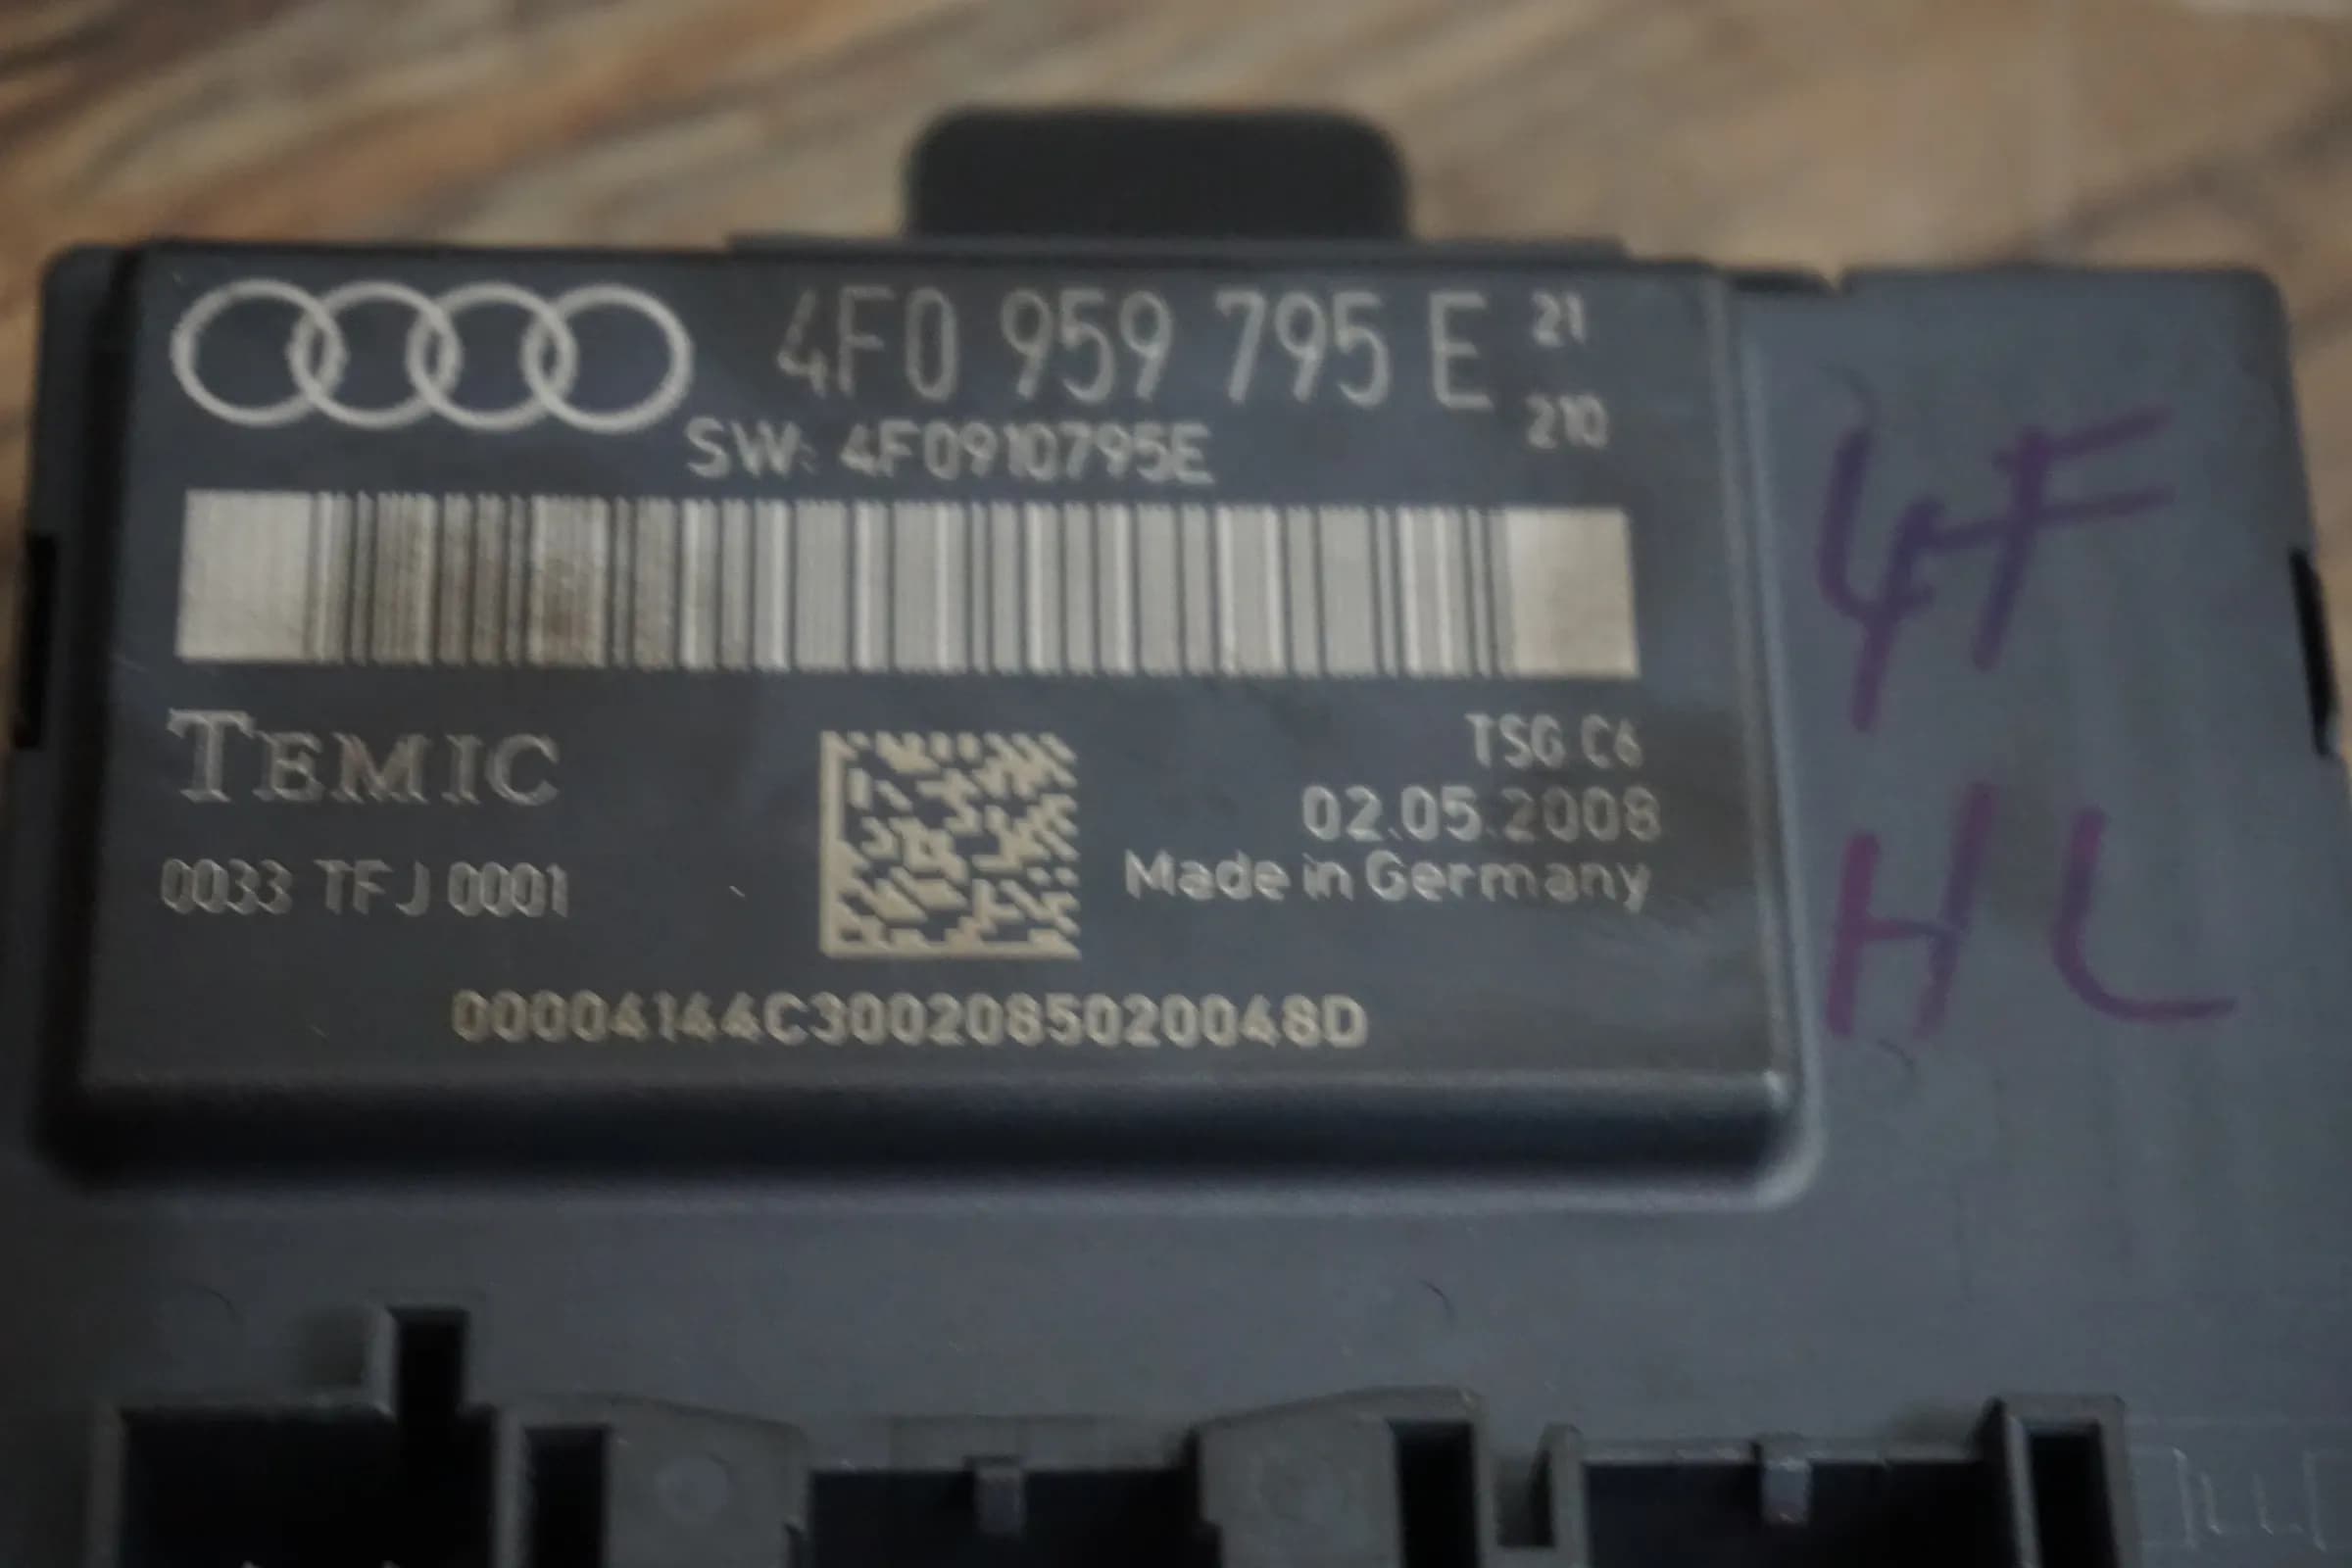 4F0 959 795 E 21
210
SW: 4F0910795E
TEMIC
TSG C6
02.05.2008
0033 TFJ 0001
Made in Germany
00004144C3002085020048D
4F
HL